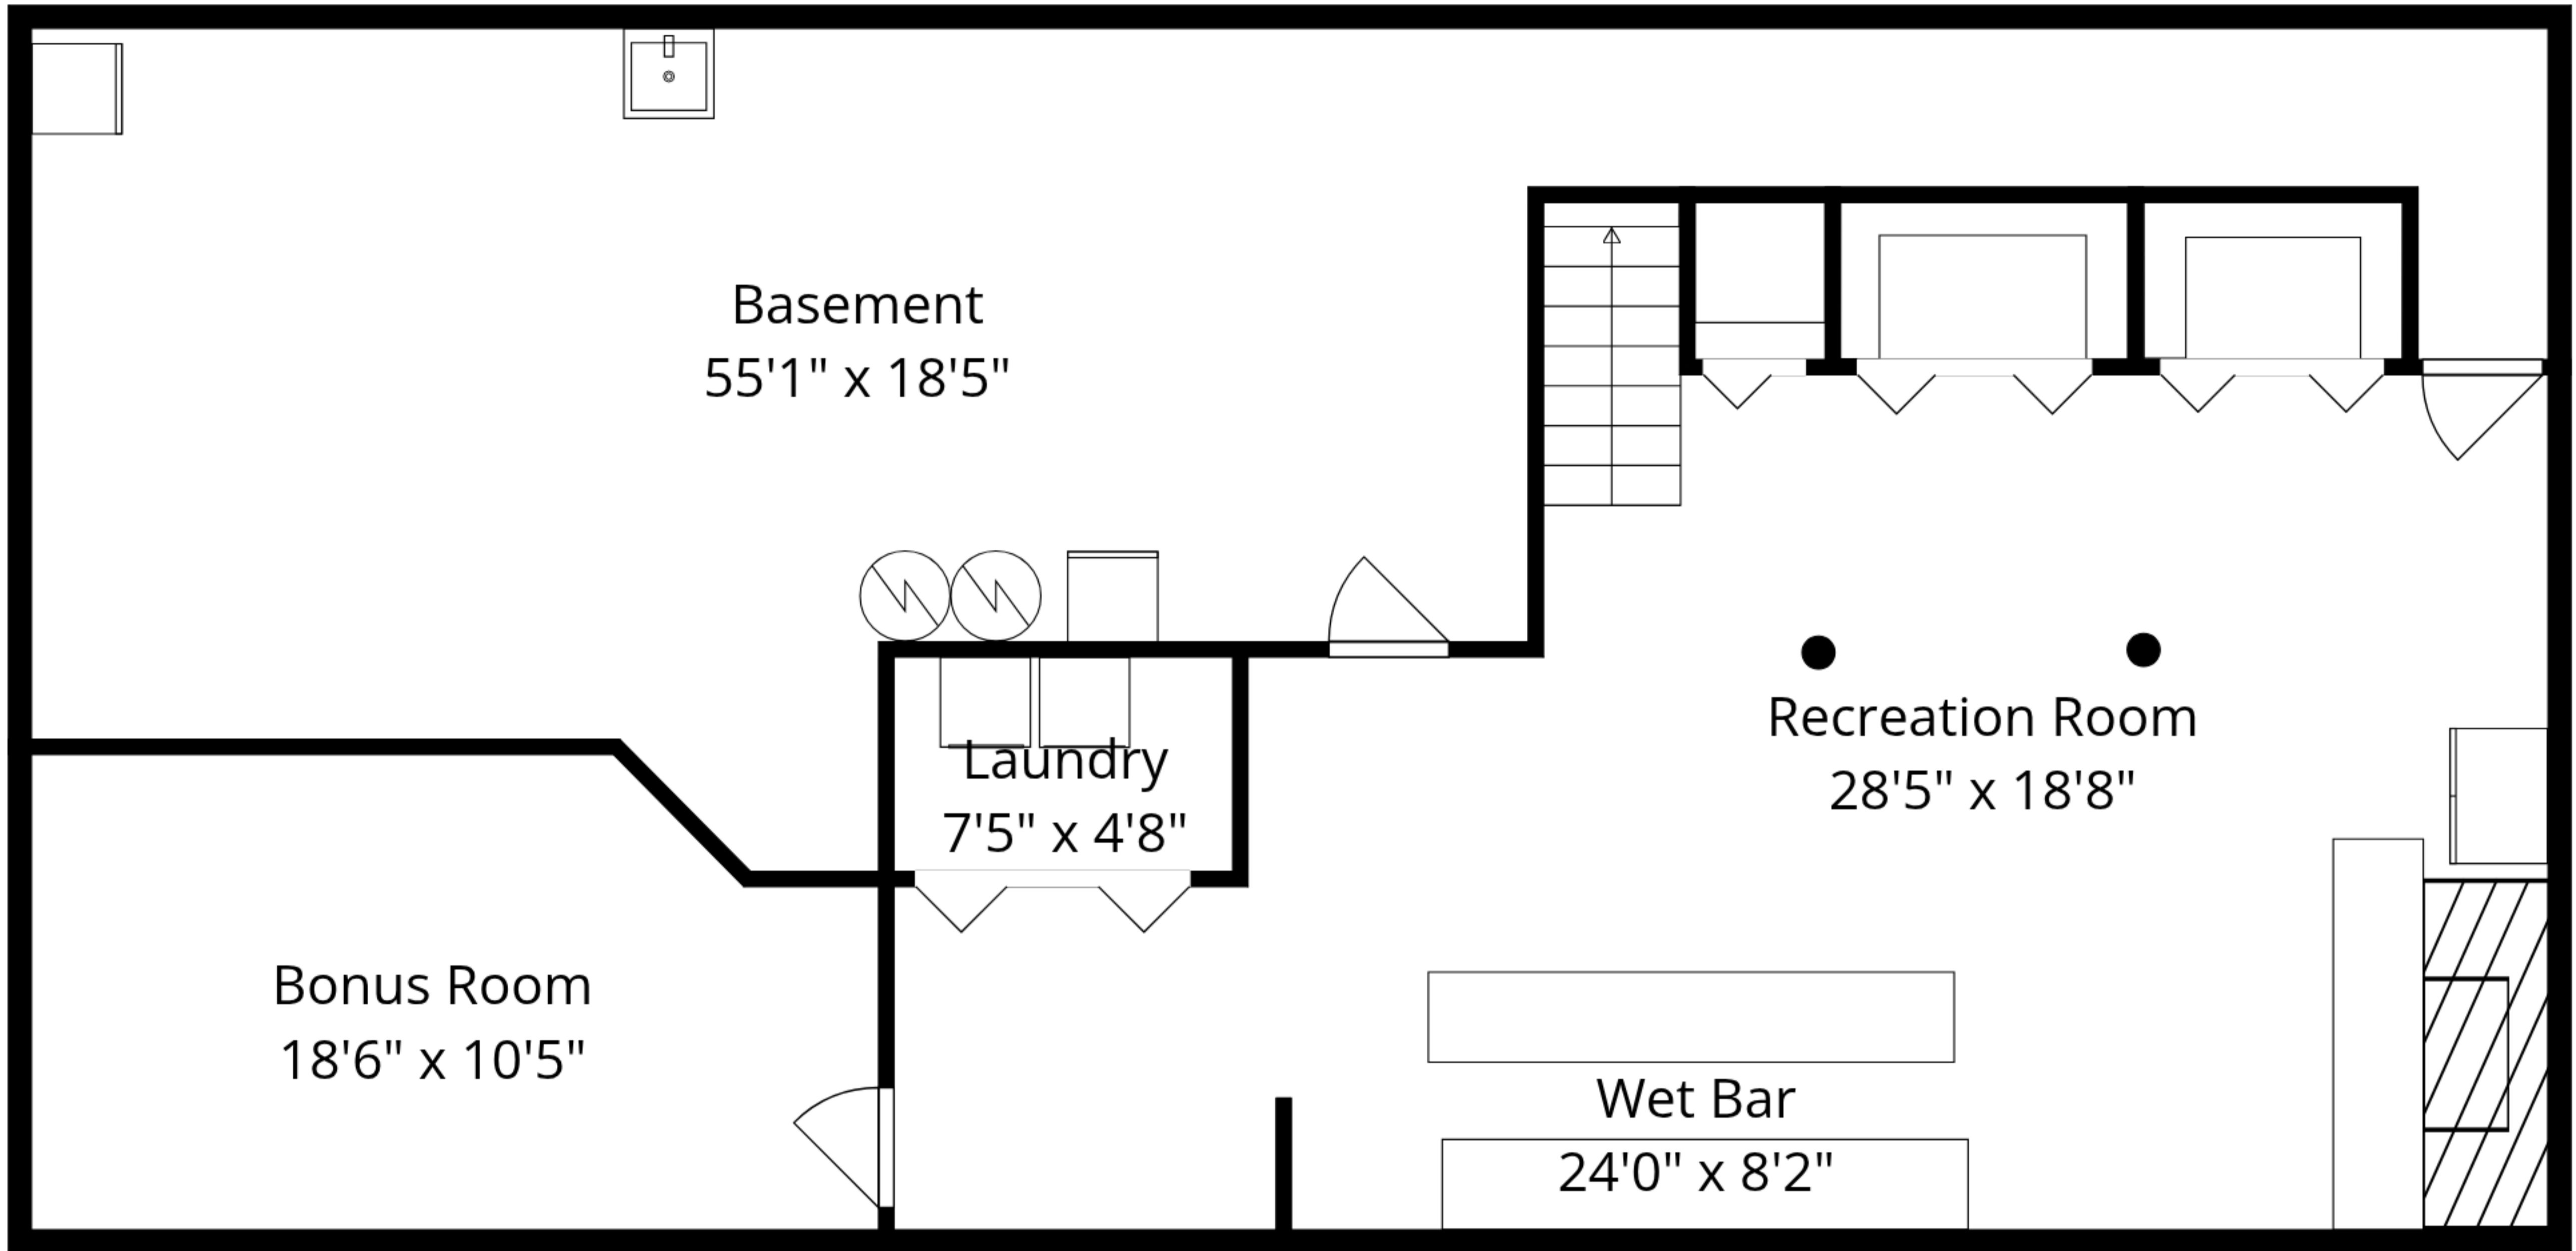 Basement
55'1" x 18'5"
Recreation Room
28'5" x 18'8"
Laundry
7'5" x 4'8"
Bonus Room
18'6" x 10'5"
Wet Bar
24'0" x 8'2"